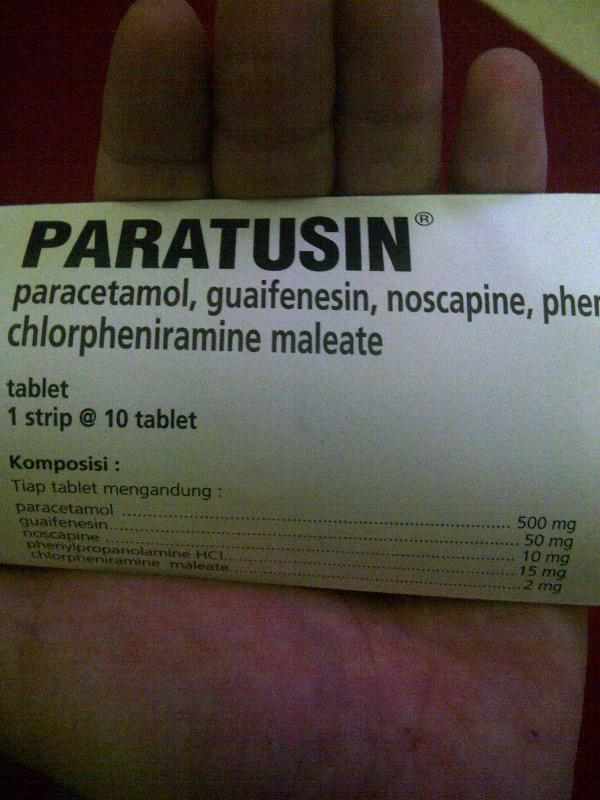 PARATUSIN®
paracetamol, guaifenesin, noscapine, phen
chlorpheniramine maleate
tablet
1 strip @ 10 tablet
Komposisi :
Tiap tablet mengandung :
paracetamol ........................................ 500 mg
guaifenesin ........................................ 50 mg
noscapine ........................................ 10 mg
phenylpropanolamine HCl ........................................ 15 mg
chlorpheniramine maleate ........................................ 2 mg